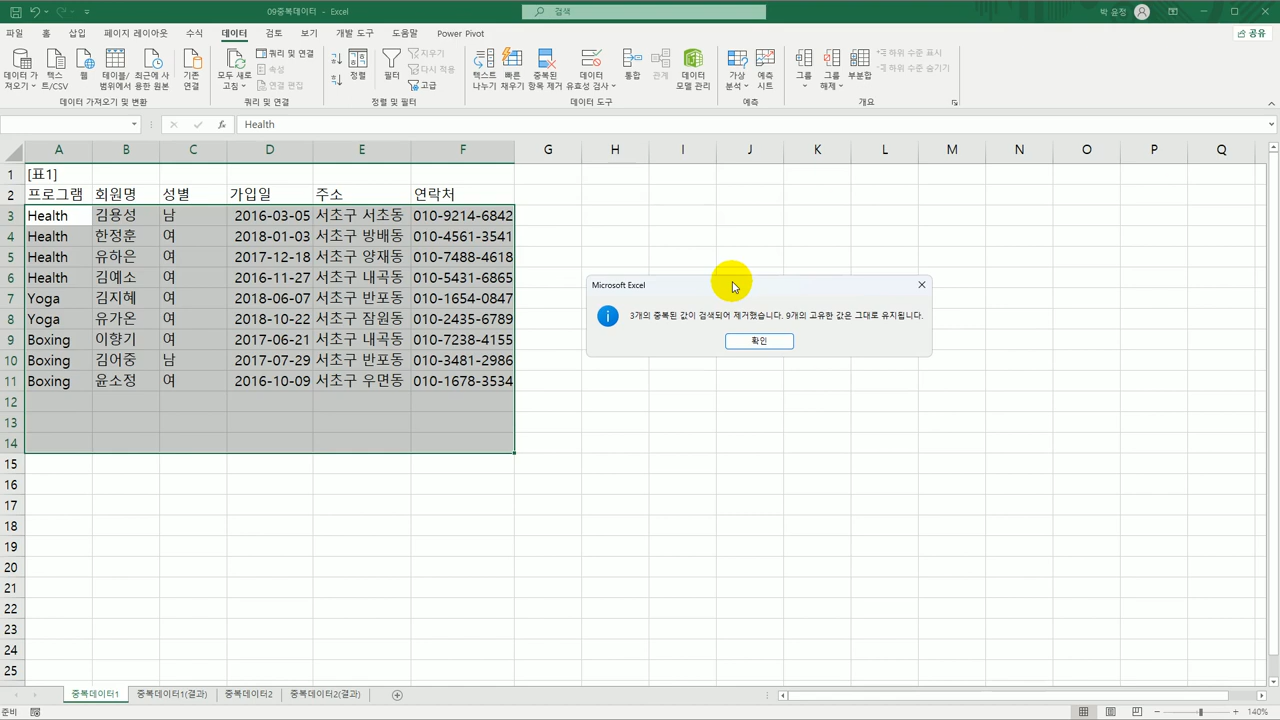 09중복데이터 - Excel
검색
박 윤정
파일 홈 삽입 페이지 레이아웃 수식 데이터 검토 보기 개발 도구 도움말 Power Pivot
공유
데이터 가져오기
텍스트/CSV
웹
테이블/범위에서
최근에 사용한 원본
기존 연결
모두 새로 고침
쿼리 및 연결
속성
연결 편집
정렬
필터
지우기
다시 적용
고급
텍스트 나누기
빠른 채우기
중복된 항목 제거
데이터 유효성 검사
통합
관계
데이터 모델 관리
가상 분석
예측 시트
그룹
그룹 해제
부분합
하위 수준 표시
하위 수준 숨기기
데이터 가져오기 및 변환 쿼리 및 연결 정렬 및 필터 데이터 도구 예측 개요
fx Health
A B C D E F G H I J K L M N O P Q
1 [표1]
2 프로그램 회원명 성별 가입일 주소 연락처
3 Health 김용성 남 2016-03-05 서초구 서초동 010-9214-6842
4 Health 한정훈 여 2018-01-03 서초구 방배동 010-4561-3541
5 Health 유하은 여 2017-12-18 서초구 양재동 010-7488-4618
6 Health 김예소 여 2016-11-27 서초구 내곡동 010-5431-6865
7 Yoga 김지혜 여 2018-06-07 서초구 반포동 010-1654-0847
8 Yoga 유가온 여 2018-10-22 서초구 잠원동 010-2435-6789
9 Boxing 이향기 여 2017-06-21 서초구 내곡동 010-7238-4155
10 Boxing 김어중 남 2017-07-29 서초구 반포동 010-3481-2986
11 Boxing 윤소정 여 2016-10-09 서초구 우면동 010-1678-3534
12
13
14
15
16
17
18
19
20
21
22
23
24
25
Microsoft Excel
3개의 중복된 값이 검색되어 제거했습니다. 9개의 고유한 값은 그대로 유지됩니다.
확인
중복데이터1 중복데이터1(결과) 중복데이터2 중복데이터2(결과)
준비
140%